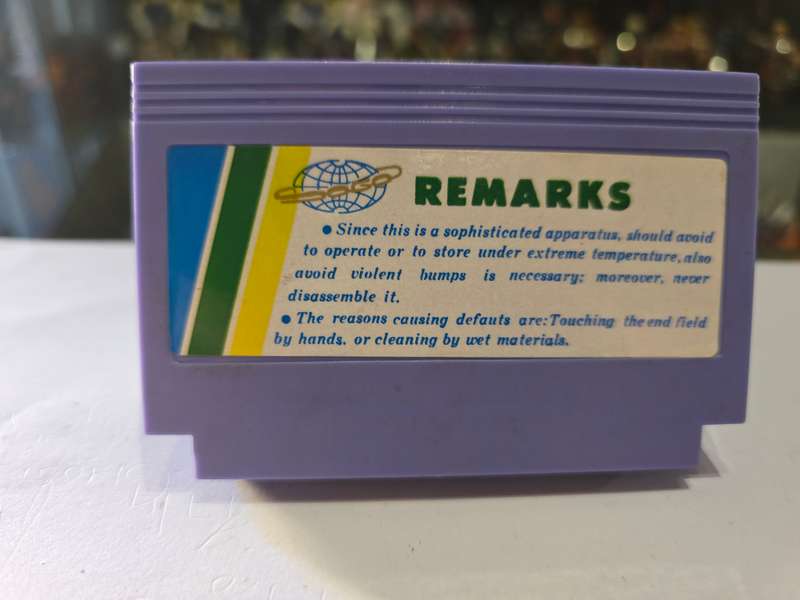 REMARKS
● Since this is a sophisticated apparatus, should avoid
to operate or to store under extreme temperature, also
avoid violent bumps is necessary; moreover, never
disassemble it.
● The reasons causing defauts are: Touching the end field
by hands. or cleaning by wet materials.